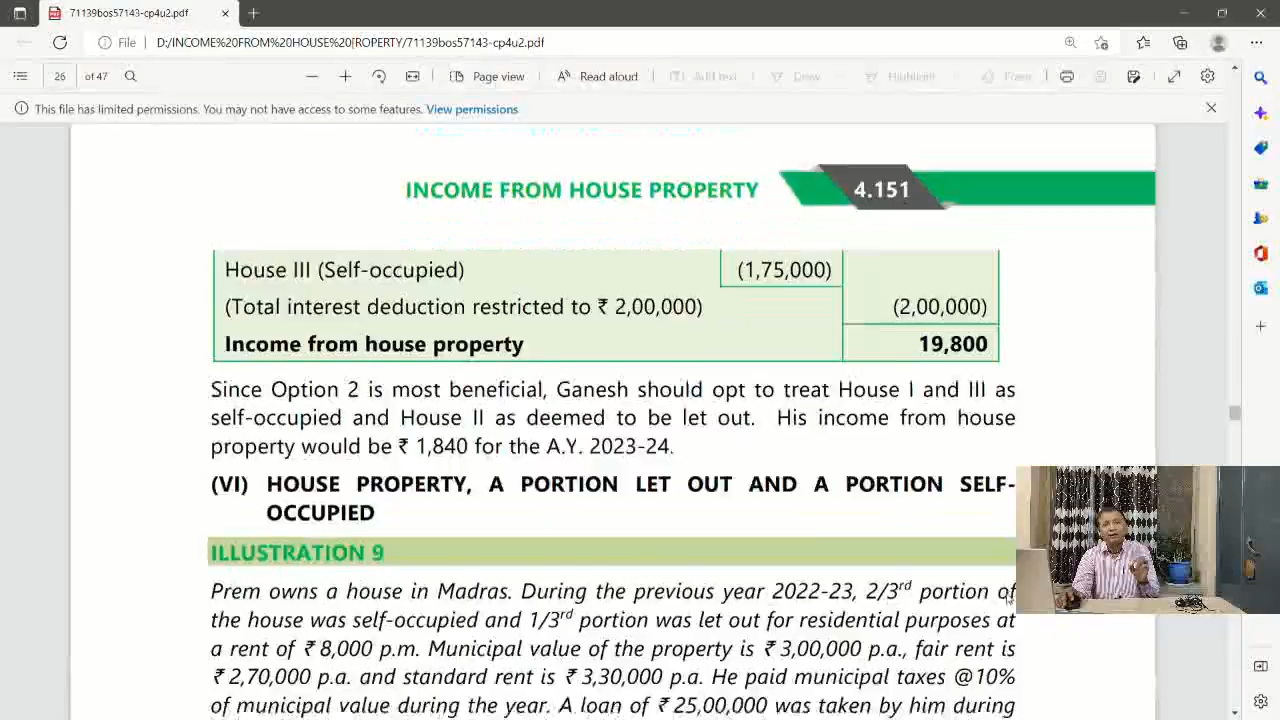 71139bos57143-cp4u2.pdf
File
D:/INCOME%20FROM%20HOUSE%20[ROPERTY/71139bos57143-cp4u2.pdf
26 of 47
Page view
Read aloud
Add text
Draw
Highlight
Erase
This file has limited permissions. You may not have access to some features. View permissions
INCOME FROM HOUSE PROPERTY 4.151
House III (Self-occupied) (1,75,000)
(Total interest deduction restricted to ₹ 2,00,000) (2,00,000)
Income from house property 19,800
Since Option 2 is most beneficial, Ganesh should opt to treat House I and III as
self-occupied and House II as deemed to be let out. His income from house
property would be ₹ 1,840 for the A.Y. 2023-24.
(VI) HOUSE PROPERTY, A PORTION LET OUT AND A PORTION SELF-
OCCUPIED
ILLUSTRATION 9
Prem owns a house in Madras. During the previous year 2022-23, 2/3rd portion of
the house was self-occupied and 1/3rd portion was let out for residential purposes at
a rent of ₹ 8,000 p.m. Municipal value of the property is ₹ 3,00,000 p.a., fair rent is
₹ 2,70,000 p.a. and standard rent is ₹ 3,30,000 p.a. He paid municipal taxes @10%
of municipal value during the year. A loan of ₹ 25,00,000 was taken by him during